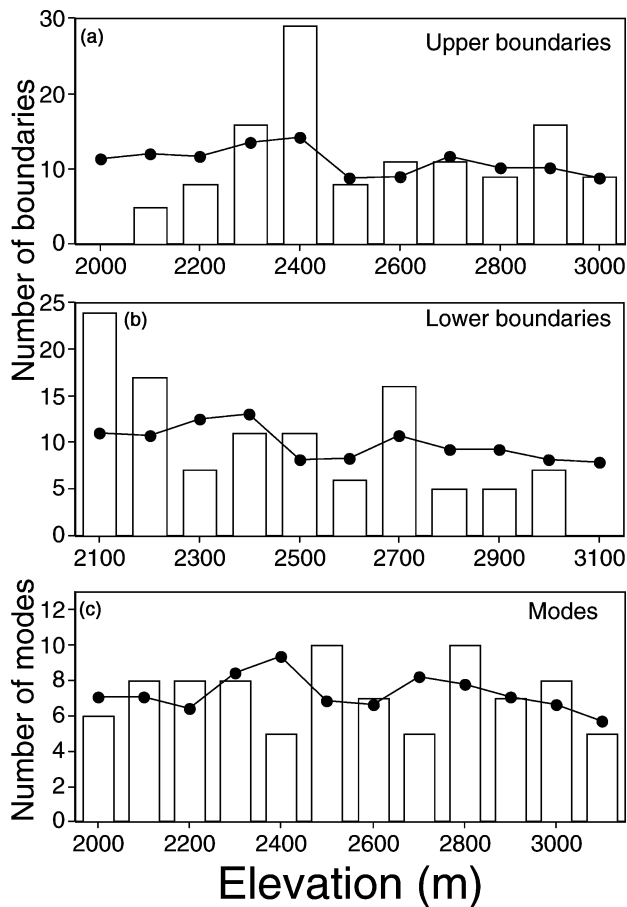 30
(a)
Upper boundaries
20
10
0
2000 2200 2400 2600 2800 3000
Number of boundaries
25
(b)
Lower boundaries
20
15
10
5
0
2100 2300 2500 2700 2900 3100
(c)
Modes
12
10
8
6
4
2
0
Number of modes
2000 2200 2400 2600 2800 3000
Elevation (m)